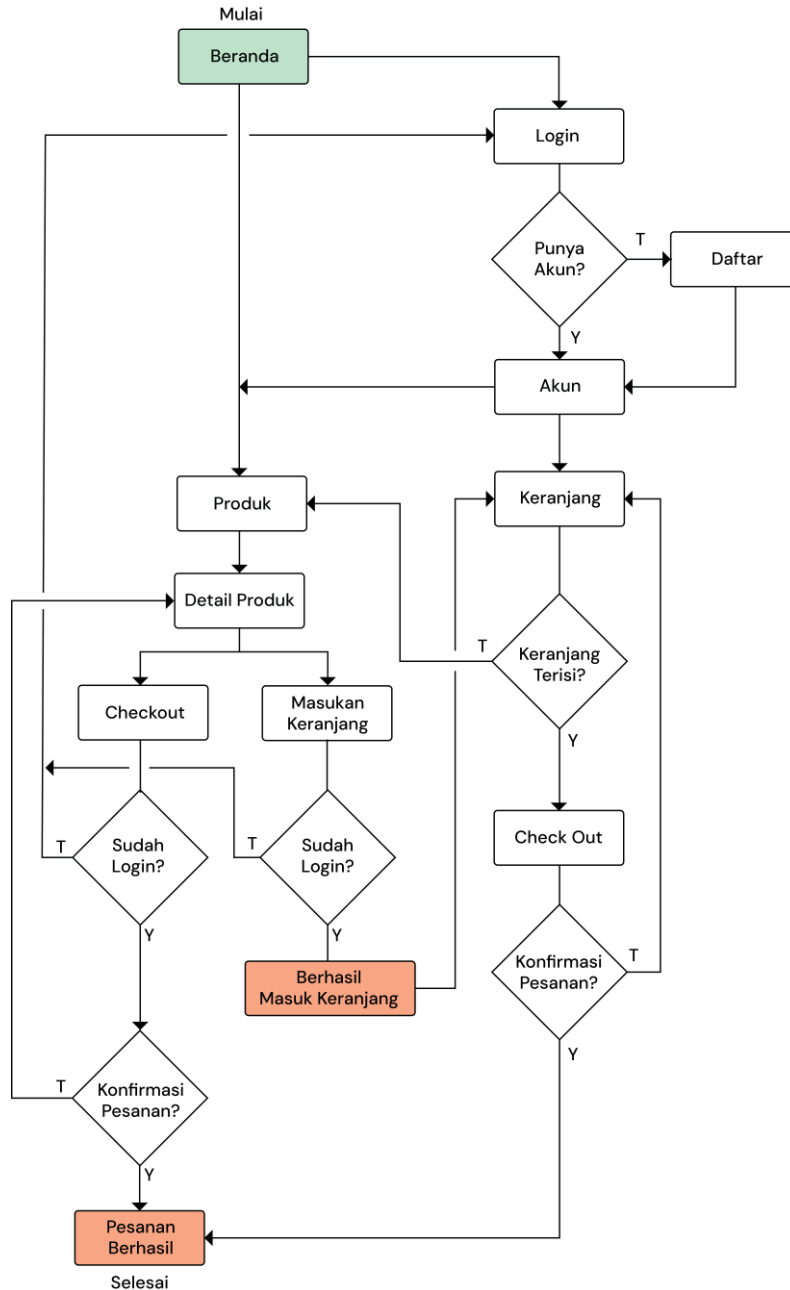 Mulai
Beranda
Login
Punya
Akun?
T
Daftar
Y
Akun
Produk
Keranjang
Detail Produk
T
Keranjang
Terisi?
Checkout
Masukan
Keranjan
Y
Check Out
T
Sudah
Login?
T
Sudah
Login?
Y
Y
Konfirmasi
Pesanan?
T
Berhasil
Masuk Keranjang
Y
T
Konfirmasi
Pesanan?
Y
Pesanan
Berhasil
Selesai